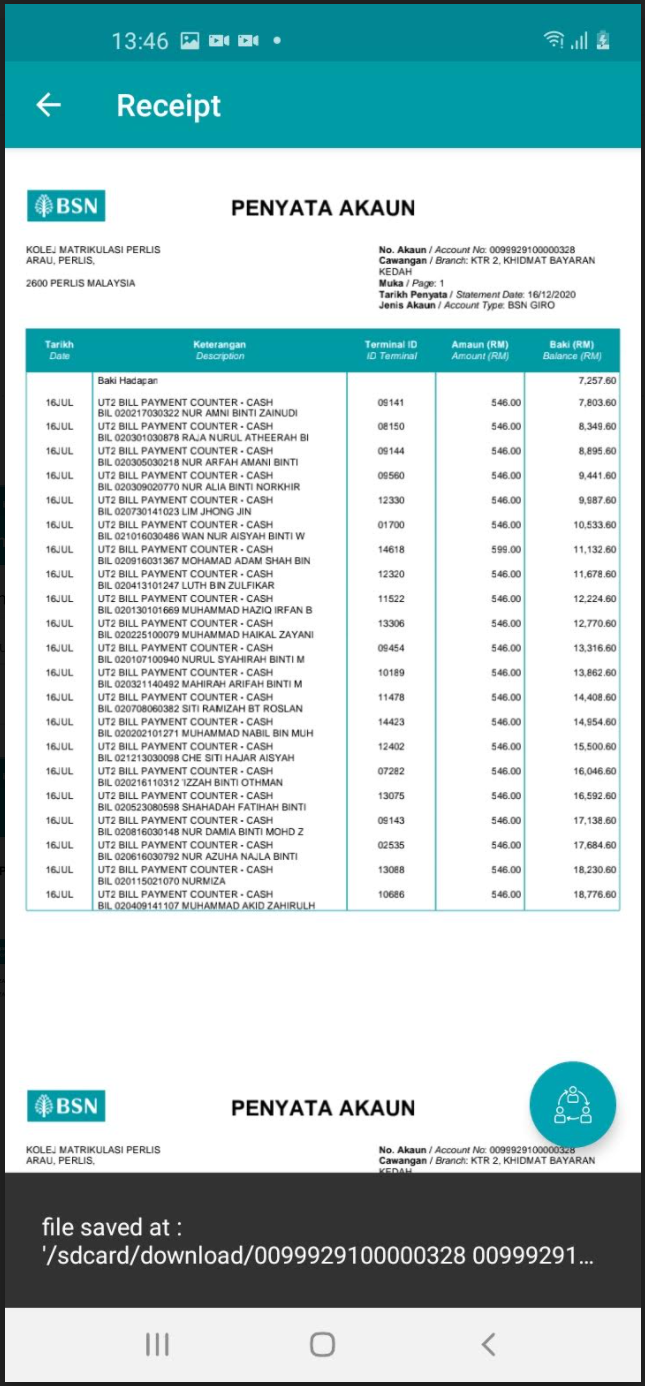 13:46
Receipt
BSN
PENYATA AKAUN
KOLEJ MATRIKULASI PERLIS
ARAU, PERLIS,
2600 PERLIS MALAYSIA
No. Akaun / Account No: 0099929100000328
Cawangan / Branch: KTR 2, KHIDMAT BAYARAN
KEDAH
Muka / Page: 1
Tarikh Penyata / Statement Date: 16/12/2020
Jenis Akaun / Account Type: BSN GIRO
Tarikh Keterangan Terminal ID Amaun (RM) Baki (RM)
Date Description ID Terminal Amount (RM) Balance (RM)
Baki Hadapan 7,257.60
16JUL UT2 BILL PAYMENT COUNTER - CASH 09141 546.00 7,803.60
BIL 020217030322 NUR AMNI BINTI ZAINUDI
16JUL UT2 BILL PAYMENT COUNTER - CASH 08150 546.00 8,349.60
BIL 020301030878 RAJA NURUL ATHEERAH BI
16JUL UT2 BILL PAYMENT COUNTER - CASH 09144 546.00 8,895.60
BIL 020305030218 NUR ARFAH AMANI BINTI
16JUL UT2 BILL PAYMENT COUNTER - CASH 09560 546.00 9,441.60
BIL 020309020770 NUR ALIA BINTI NORKHIR
16JUL UT2 BILL PAYMENT COUNTER - CASH 12330 546.00 9,987.60
BIL 020730141023 LIM JHONG JIN
16JUL UT2 BILL PAYMENT COUNTER - CASH 01700 546.00 10,533.60
BIL 021016030486 WAN NUR AISYAH BINTI W
16JUL UT2 BILL PAYMENT COUNTER - CASH 14618 599.00 11,132.60
BIL 020916031367 MOHAMAD ADAM SHAH BIN
16JUL UT2 BILL PAYMENT COUNTER - CASH 12320 546.00 11,678.60
BIL 020413101247 LUTH BIN ZULFIKAR
16JUL UT2 BILL PAYMENT COUNTER - CASH 11522 546.00 12,224.60
BIL 020130101669 MUHAMMAD HAZIQ IRFAN B
16JUL UT2 BILL PAYMENT COUNTER - CASH 13306 546.00 12,770.60
BIL 020225100079 MUHAMMAD HAIKAL ZAYANI
16JUL UT2 BILL PAYMENT COUNTER - CASH 09454 546.00 13,316.60
BIL 020107100940 NURUL SYAHIRAH BINTI M
16JUL UT2 BILL PAYMENT COUNTER - CASH 10189 546.00 13,862.60
BIL 020321140492 MAHIRAH ARIFAH BINTI M
16JUL UT2 BILL PAYMENT COUNTER - CASH 11478 546.00 14,408.60
BIL 020708060382 SITI RAMIZAH BT ROSLAN
16JUL UT2 BILL PAYMENT COUNTER - CASH 14423 546.00 14,954.60
BIL 020202101271 MUHAMMAD NABIL BIN MUH
16JUL UT2 BILL PAYMENT COUNTER - CASH 12402 546.00 15,500.60
BIL 021213030098 CHE SITI HAJAR AISYAH
16JUL UT2 BILL PAYMENT COUNTER - CASH 07282 546.00 16,046.60
BIL 020216110312 'IZZAH BINTI OTHMAN
16JUL UT2 BILL PAYMENT COUNTER - CASH 13075 546.00 16,592.60
BIL 020523080598 SHAHADAH FATIHAH BINTI
16JUL UT2 BILL PAYMENT COUNTER - CASH 09143 546.00 17,138.60
BIL 020816030148 NUR DAMIA BINTI MOHD Z
16JUL UT2 BILL PAYMENT COUNTER - CASH 02535 546.00 17,684.60
BIL 020616030792 NUR AZUHA NAJLA BINTI
16JUL UT2 BILL PAYMENT COUNTER - CASH 13088 546.00 18,230.60
BIL 020115021070 NURMIZA
16JUL UT2 BILL PAYMENT COUNTER - CASH 10686 546.00 18,776.60
BIL 020409141107 MUHAMMAD AKID ZAHIRULH
BSN
PENYATA AKAUN
KOLEJ MATRIKULASI PERLIS
ARAU, PERLIS,
No. Akaun / Account No: 0099929100000328
Cawangan / Branch: KTR 2, KHIDMAT BAYARAN
KEDAH
file saved at :
'/sdcard/download/0099929100000328 00999291...